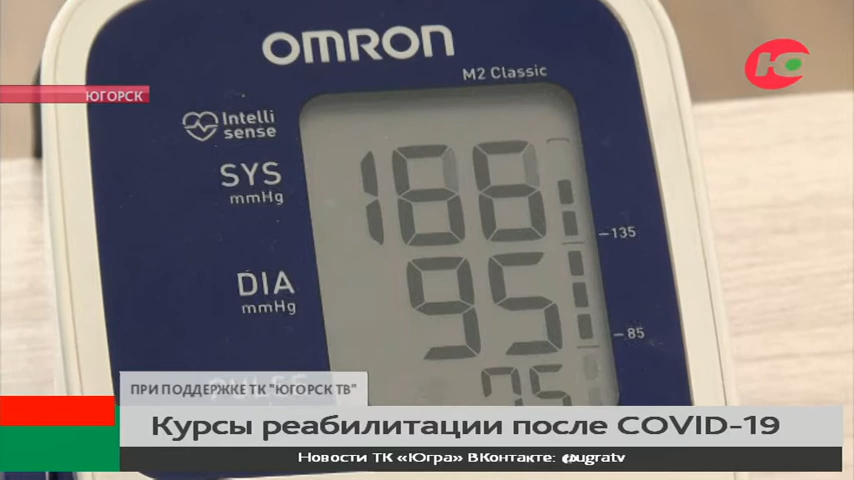 OMRON
M2 Classic
ЮГОРСК
Ю
Intelli
sense
SYS
mmHg
188
-135
DIA
mmHg
95
-85
75
ПРИ ПОДДЕРЖКЕ ТК "ЮГОРСК ТВ"
Курсы реабилитации после COVID-19
Новости ТК «Югра» ВКонтакте: @ugratv